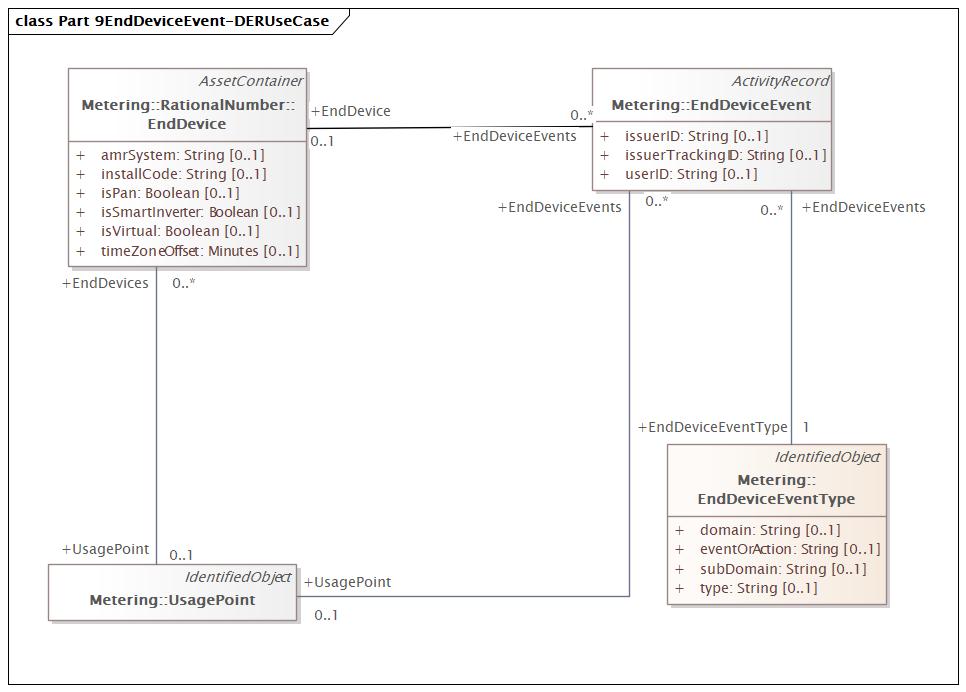 class Part 9EndDeviceEvent-DERUseCase
AssetContainer
Metering::RationalNumber::
EndDevice
+ amrSystem: String [0..1]
+ installCode: String [0..1]
+ isPan: Boolean [0..1]
+ isSmartInverter: Boolean [0..1]
+ isVirtual: Boolean [0..1]
+ timeZoneOffset: Minutes [0..1]
+EndDevice
0..1
0..*
+EndDeviceEvents
ActivityRecord
Metering::EndDeviceEvent
+ issuerID: String [0..1]
+ issuerTrackingID: String [0..1]
+ userID: String [0..1]
+EndDeviceEvents
0..*
0..*
+EndDeviceEvents
+EndDevices
0..*
+EndDeviceEventType
1
IdentifiedObject
Metering::
EndDeviceEventType
+ domain: String [0..1]
+ eventOrAction: String [0..1]
+ subDomain: String [0..1]
+ type: String [0..1]
+UsagePoint
0..1
IdentifiedObject
Metering::UsagePoint
+UsagePoint
0..1